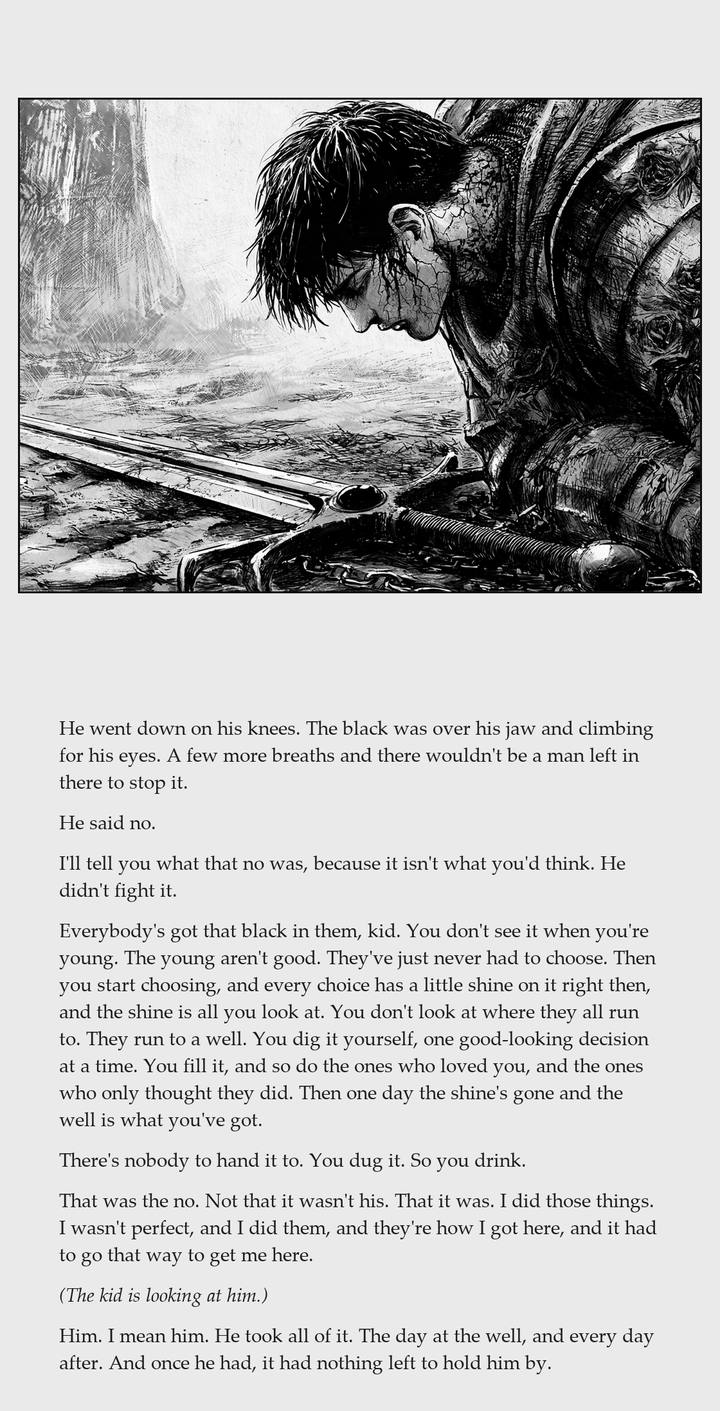 He went down on his knees. The black was over his jaw and climbing
for his eyes. A few more breaths and there wouldn't be a man left in
there to stop it.
He said no.
I'll tell you what that no was, because it isn't what you'd think. He
didn't fight it.
Everybody's got that black in them, kid. You don't see it when you're
young. The young aren't good. They've just never had to choose. Then
you start choosing, and every choice has a little shine on it right then,
and the shine is all you look at. You don't look at where they all run
to. They run to a well. You dig it yourself, one good-looking decision
at a time. You fill it, and so do the ones who loved you, and the ones
who only thought they did. Then one day the shine's gone and the
well is what you've got.
There's nobody to hand it to. You dug it. So you drink.
That was the no. Not that it wasn't his. That it was. I did those things.
I wasn't perfect, and I did them, and they're how I got here, and it had
to go that way to get me here.
(The kid is looking at him.)
Him. I mean him. He took all of it. The day at the well, and every day
after. And once he had, it had nothing left to hold him by.